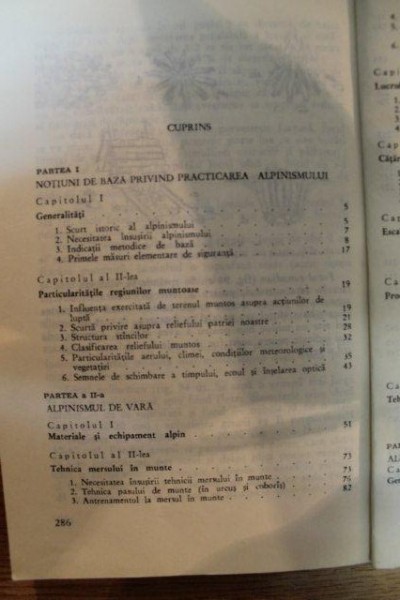 CUPRINS
PARTEA I
NOȚIUNI DE BAZA PRIVIND PRACTICAREA ALPINISMULUI
Capitolul I
Generalități . . . . . . . . . . 5
1. Scurt istoric al alpinismului . . . . . . 5
2. Necesitatea însușirii alpinismului . . . . . 7
3. Indicații metodice de bază . . . . . . 8
4. Primele măsuri elementare de siguranță . . . . 17
Capitolul al II-lea
Particularitățile regiunilor muntoase . . . . . 19
1. Influența exercitată de terenul muntos asupra acțiunilor de
luptă . . . . . . . . . . 19
2. Scurtă privire asupra reliefului patriei noastre . . . 21
3. Structura stîncilor . . . . . . . . 28
4. Clasificarea reliefului muntos . . . . . . 32
5. Particularitățile aerului, climei, condițiilor meteorologice și
vegetației . . . . . . . . . 35
6. Semnele de schimbare a timpului, ecoul și înșelarea optică 43
PARTEA a II-a
ALPINISMUL DE VARĂ
Capitolul I
Materiale și echipament alpin . . . . . . . 51
Capitolul al II-lea
Tehnica mersului în munte . . . . . . . 73
1. Necesitatea însușirii tehnicii mersului în munte . . . 73
2. Tehnica pasului de munte (în urcuș și coborîș) . . . 76
3. Antrenamentul la mersul în munte . . . . . 82
286